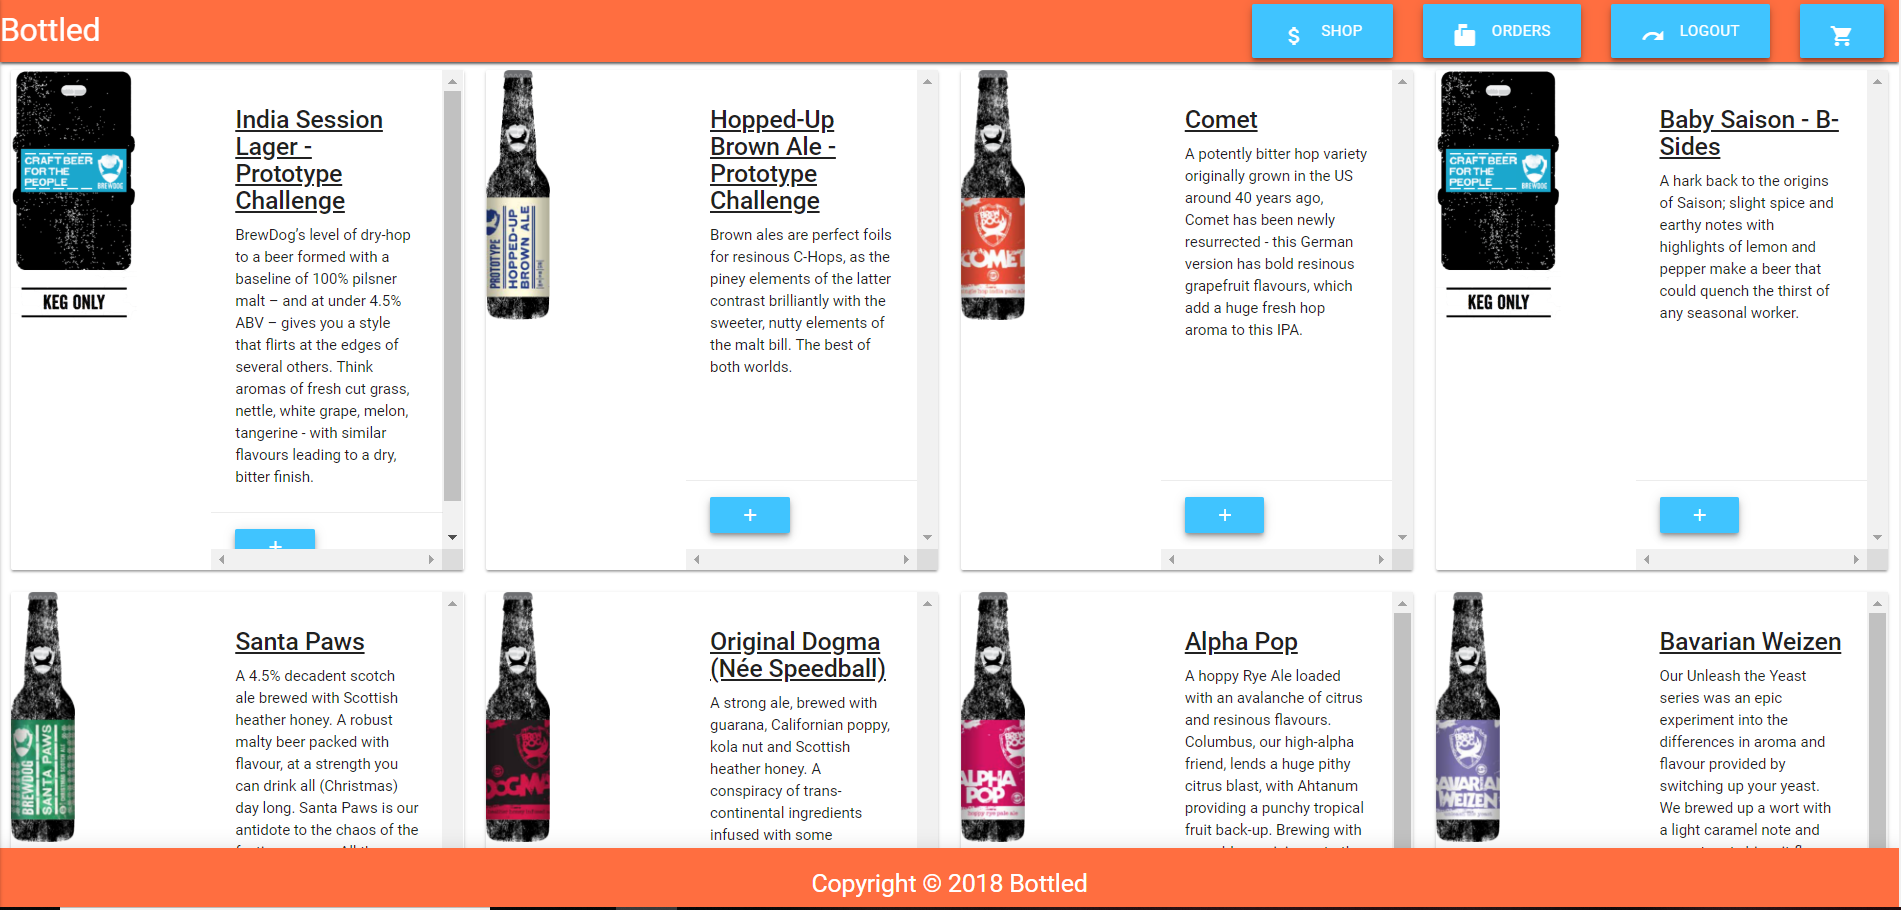 Bottled
SHOP
ORDERS
LOGOUT
CRAFT BEER
FOR THE
PEOPLE
BREWDOG
KEG ONLY
India Session
Lager -
Prototype
Challenge
BrewDog’s level of dry-hop
to a beer formed with a
baseline of 100% pilsner
malt – and at under 4.5%
ABV – gives you a style
that flirts at the edges of
several others. Think
aromas of fresh cut grass,
nettle, white grape, melon,
tangerine - with similar
flavours leading to a dry,
bitter finish.
+
PROTOTYPE
HOPPED-UP
BROWN ALE
Hopped-Up
Brown Ale -
Prototype
Challenge
Brown ales are perfect foils
for resinous C-Hops, as the
piney elements of the latter
contrast brilliantly with the
sweeter, nutty elements of
the malt bill. The best of
both worlds.
+
BREW
DOG
COMET
Comet
A potently bitter hop variety
originally grown in the US
around 40 years ago,
Comet has been newly
resurrected - this German
version has bold resinous
grapefruit flavours, which
add a huge fresh hop
aroma to this IPA.
+
CRAFT BEER
FOR THE
PEOPLE
BREWDOG
KEG ONLY
Baby Saison - B-
Sides
A hark back to the origins
of Saison; slight spice and
earthy notes with
highlights of lemon and
pepper make a beer that
could quench the thirst of
any seasonal worker.
+
BREWDOG
SANTA PAWS
Santa Paws
A 4.5% decadent scotch
ale brewed with Scottish
heather honey. A robust
malty beer packed with
flavour, at a strength you
can drink all (Christmas)
day long. Santa Paws is our
antidote to the chaos of the
DOGMA
Original Dogma
(Née Speedball)
A strong ale, brewed with
guarana, Californian poppy,
kola nut and Scottish
heather honey. A
conspiracy of trans-
continental ingredients
infused with some
ALPHA
POP
Alpha Pop
A hoppy Rye Ale loaded
with an avalanche of citrus
and resinous flavours.
Columbus, our high-alpha
friend, lends a huge pithy
citrus blast, with Ahtanum
providing a punchy tropical
fruit back-up. Brewing with
BAVARIAN
WEIZEN
Bavarian Weizen
Our Unleash the Yeast
series was an epic
experiment into the
differences in aroma and
flavour provided by
switching up your yeast.
We brewed up a wort with
a light caramel note and
Copyright © 2018 Bottled